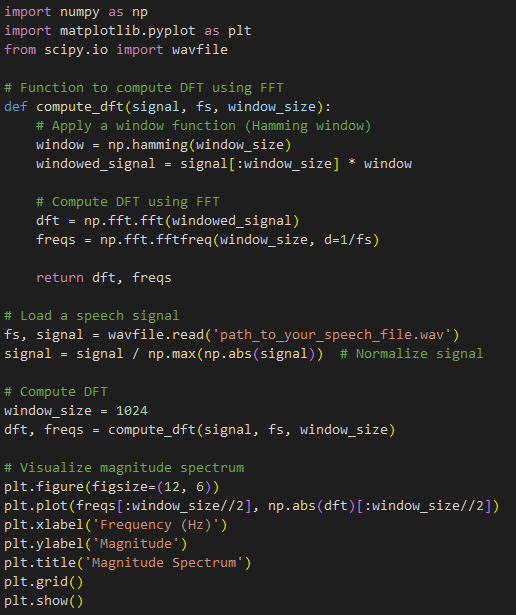 import numpy as np
import matplotlib.pyplot as plt
from scipy.io import wavfile

# Function to compute DFT using FFT
def compute_dft(signal, fs, window_size):
    # Apply a window function (Hamming window)
    window = np.hamming(window_size)
    windowed_signal = signal[:window_size] * window

    # Compute DFT using FFT
    dft = np.fft.fft(windowed_signal)
    freqs = np.fft.fftfreq(window_size, d=1/fs)

    return dft, freqs

# Load a speech signal
fs, signal = wavfile.read('path_to_your_speech_file.wav')
signal = signal / np.max(np.abs(signal))  # Normalize signal

# Compute DFT
window_size = 1024
dft, freqs = compute_dft(signal, fs, window_size)

# Visualize magnitude spectrum
plt.figure(figsize=(12, 6))
plt.plot(freqs[:window_size//2], np.abs(dft)[:window_size//2])
plt.xlabel('Frequency (Hz)')
plt.ylabel('Magnitude')
plt.title('Magnitude Spectrum')
plt.grid()
plt.show()